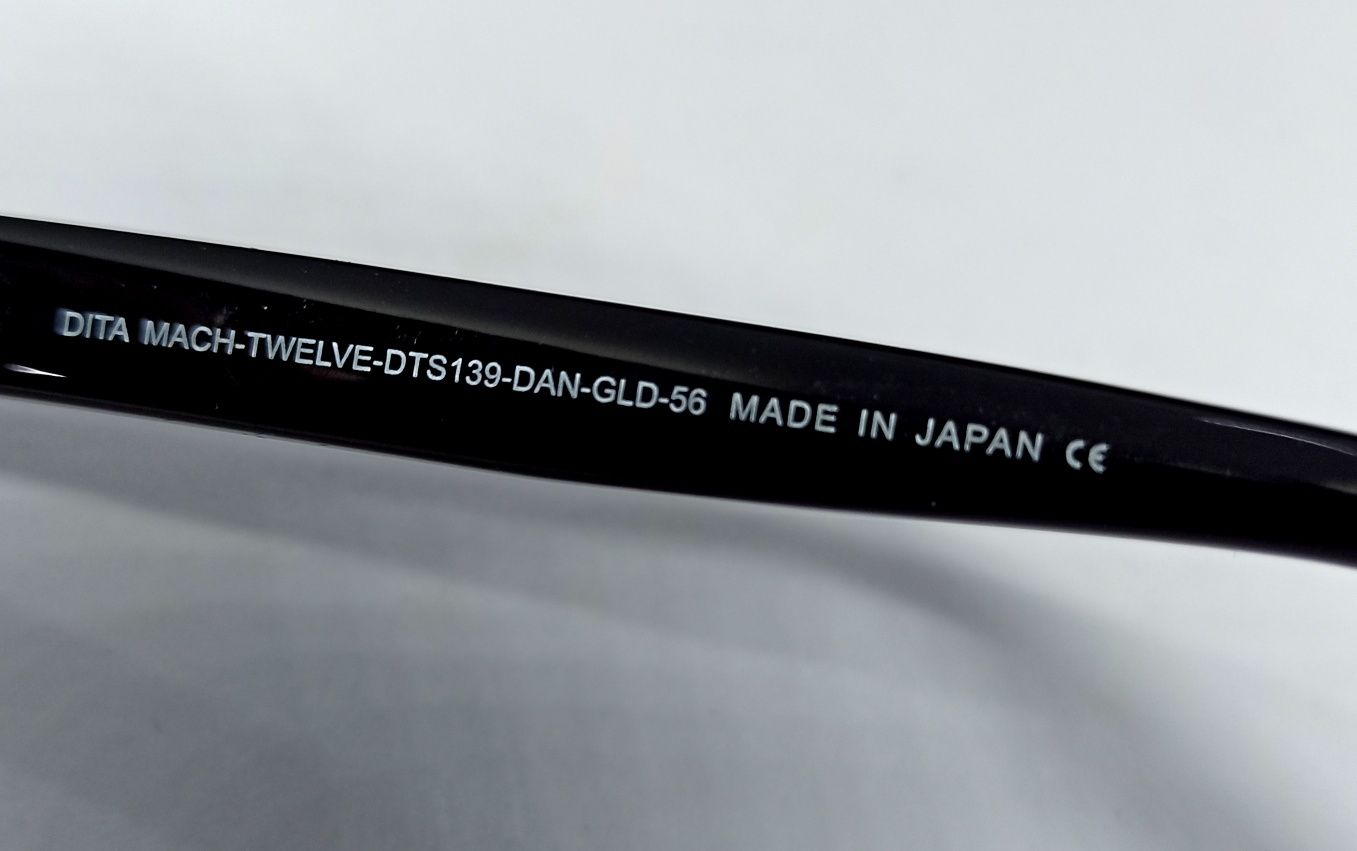 DITA MACH-TWELVE-DTS139-DAN-GLD-56 MADE IN JAPAN CE